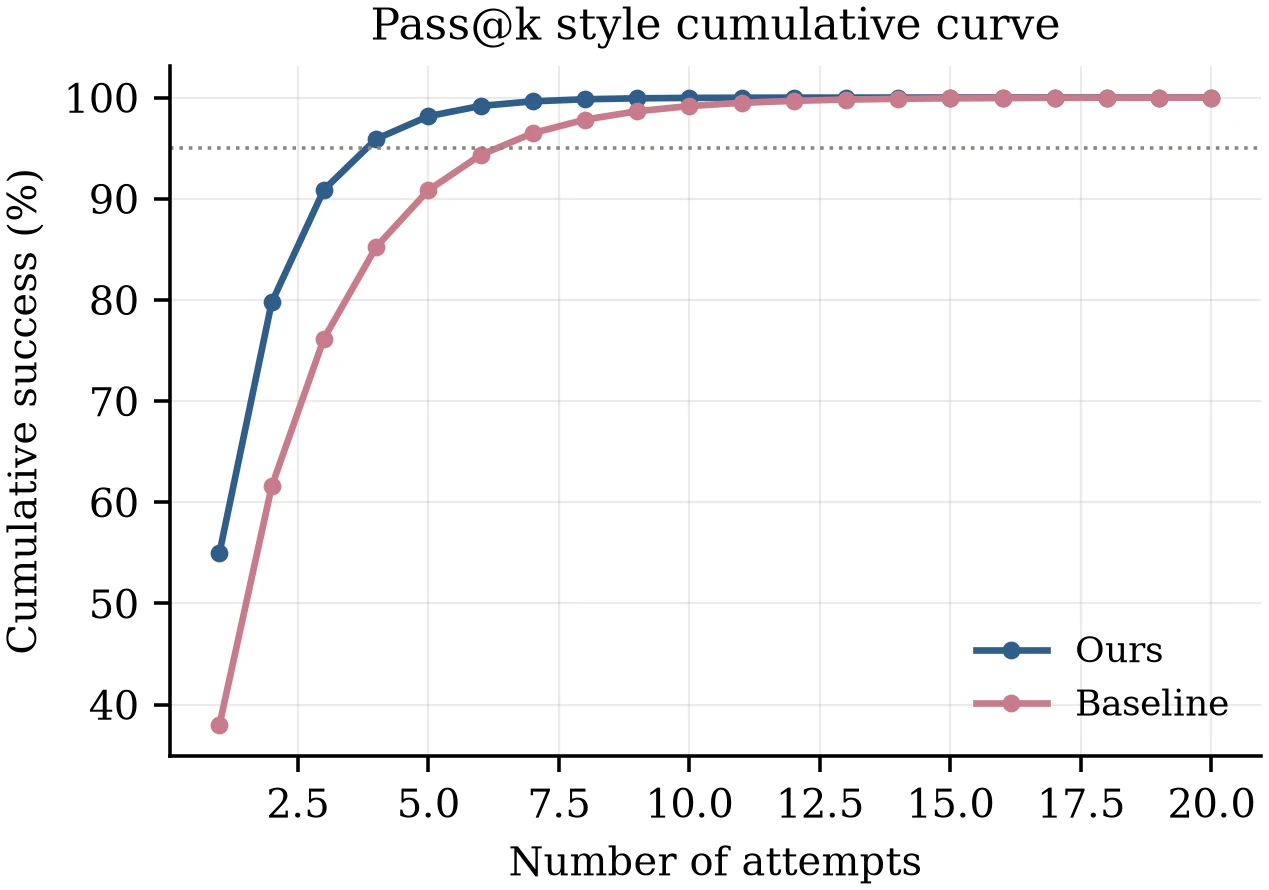 Pass@k style cumulative curve
Cumulative success (%)
100
90
80
70
60
50
40
Ours
Baseline
2.5 5.0 7.5 10.0 12.5 15.0 17.5 20.0
Number of attempts